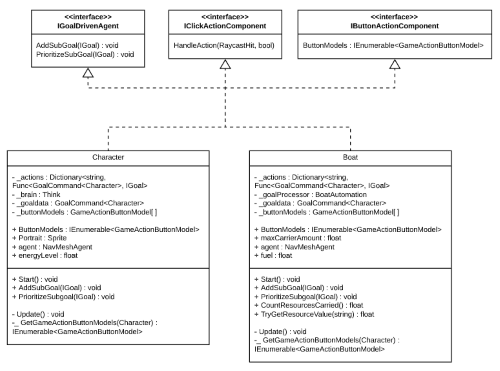 <<interface>>
IGoalDrivenAgent
AddSubGoal(IGoal) : void
PrioritizeSubGoal(IGoal) : void
<<interface>>
IClickActionComponent
HandleAction(RaycastHit, bool)
<<interface>>
IButtonActionComponent
ButtonModels : IEnumerable<GameActionButtonModel>
Character
- _actions : Dictionary<string,
Func<GoalCommand<Character>, IGoal>
- _brain : Think
- _goaldata : GoalCommand<Character>
- _buttonModels : GameActionButtonModel[ ]
+ ButtonModels : IEnumerable<GameActionButtonModel>
+ Portrait : Sprite
+ agent : NavMeshAgent
+ energyLevel : float
+ Start() : void
+ AddSubGoal(IGoal) : void
+ PrioritizeSubgoal(IGoal) : void
- Update() : void
-_ GetGameActionButtonModels(Character) :
IEnumerable<GameActionButtonModel>
Boat
- _actions : Dictionary<string,
Func<GoalCommand<Character>, IGoal>
- _goalProcessor : BoatAutomation
- _goaldata : GoalCommand<Character>
- _buttonModels : GameActionButtonModel[ ]
+ ButtonModels : IEnumerable<GameActionButtonModel>
+ maxCarrierAmount : float
+ agent : NavMeshAgent
+ fuel : float
+ Start() : void
+ AddSubGoal(IGoal) : void
+ PrioritizeSubgoal(IGoal) : void
+ CountResourcesCarried() : float
+ TryGetResourceValue(string) : float
- Update() : void
-_ GetGameActionButtonModels(Character) :
IEnumerable<GameActionButtonModel>